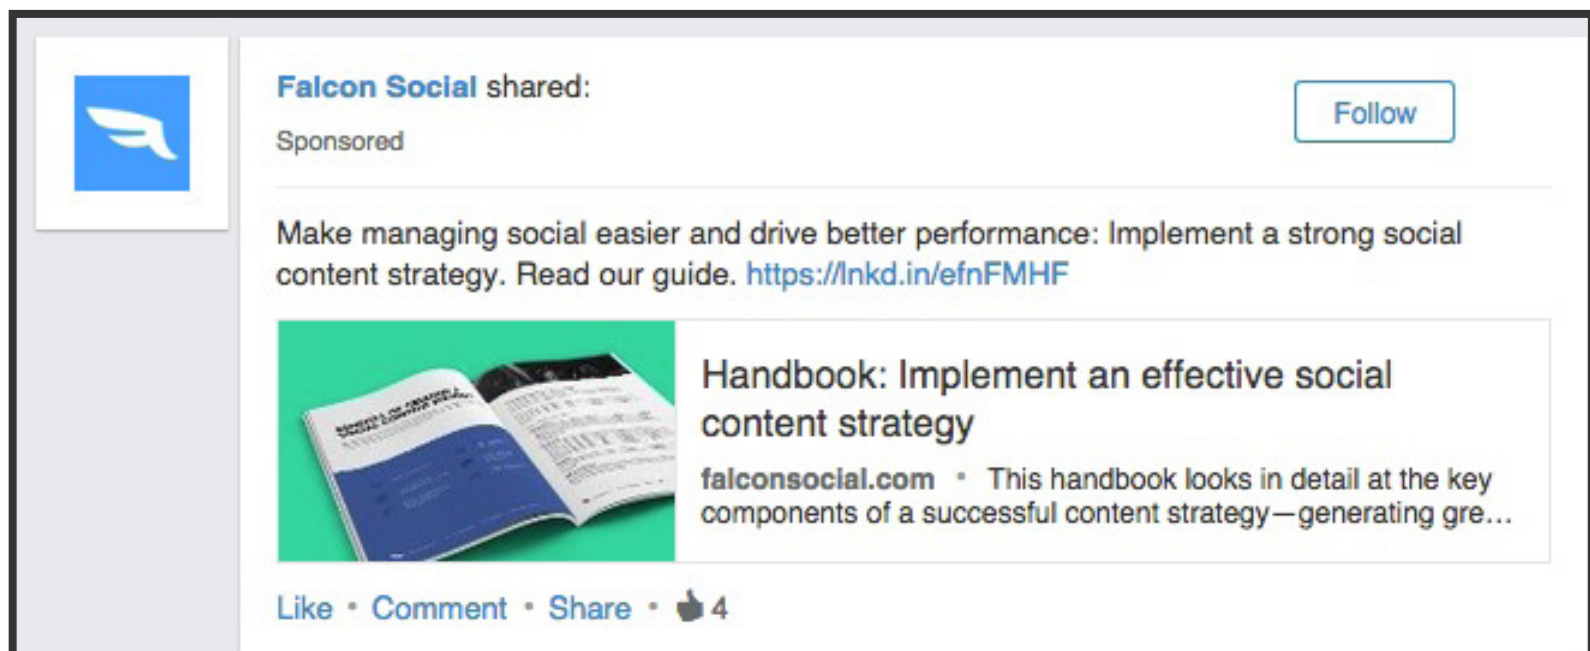 Falcon Social shared:
Follow
Sponsored
Make managing social easier and drive better performance: Implement a strong social
content strategy. Read our guide. https://lnkd.in/efnFMHF
Handbook: Implement an effective social
content strategy
falconsocial.com • This handbook looks in detail at the key
components of a successful content strategy—generating gre...
Like • Comment • Share • 4